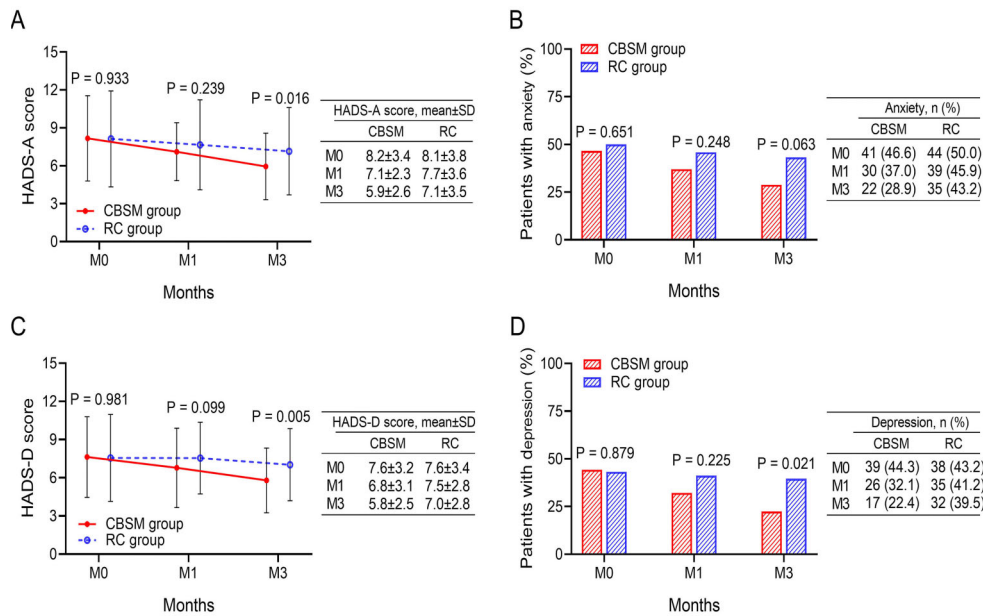 A
HADS-A score
15
12
9
6
3
0
P = 0.933
P = 0.239
P = 0.016
CBSM group
RC group
M0 M1 M3
Months
HADS-A score, mean±SD
CBSM RC
M0 8.2±3.4 8.1±3.8
M1 7.1±2.3 7.7±3.6
M3 5.9±2.6 7.1±3.5
B
Patients with anxiety (%)
100
75
50
25
0
CBSM group
RC group
P = 0.651
P = 0.248
P = 0.063
M0 M1 M3
Months
Anxiety, n (%)
CBSM RC
M0 41 (46.6) 44 (50.0)
M1 30 (37.0) 39 (45.9)
M3 22 (28.9) 35 (43.2)
C
HADS-D score
15
12
9
6
3
0
P = 0.981
P = 0.099
P = 0.005
CBSM group
RC group
M0 M1 M3
Months
HADS-D score, mean±SD
CBSM RC
M0 7.6±3.2 7.6±3.4
M1 6.8±3.1 7.5±2.8
M3 5.8±2.5 7.0±2.8
D
Patients with depression (%)
100
75
50
25
0
CBSM group
RC group
P = 0.879
P = 0.225
P = 0.021
M0 M1 M3
Months
Depression, n (%)
CBSM RC
M0 39 (44.3) 38 (43.2)
M1 26 (32.1) 35 (41.2)
M3 17 (22.4) 32 (39.5)